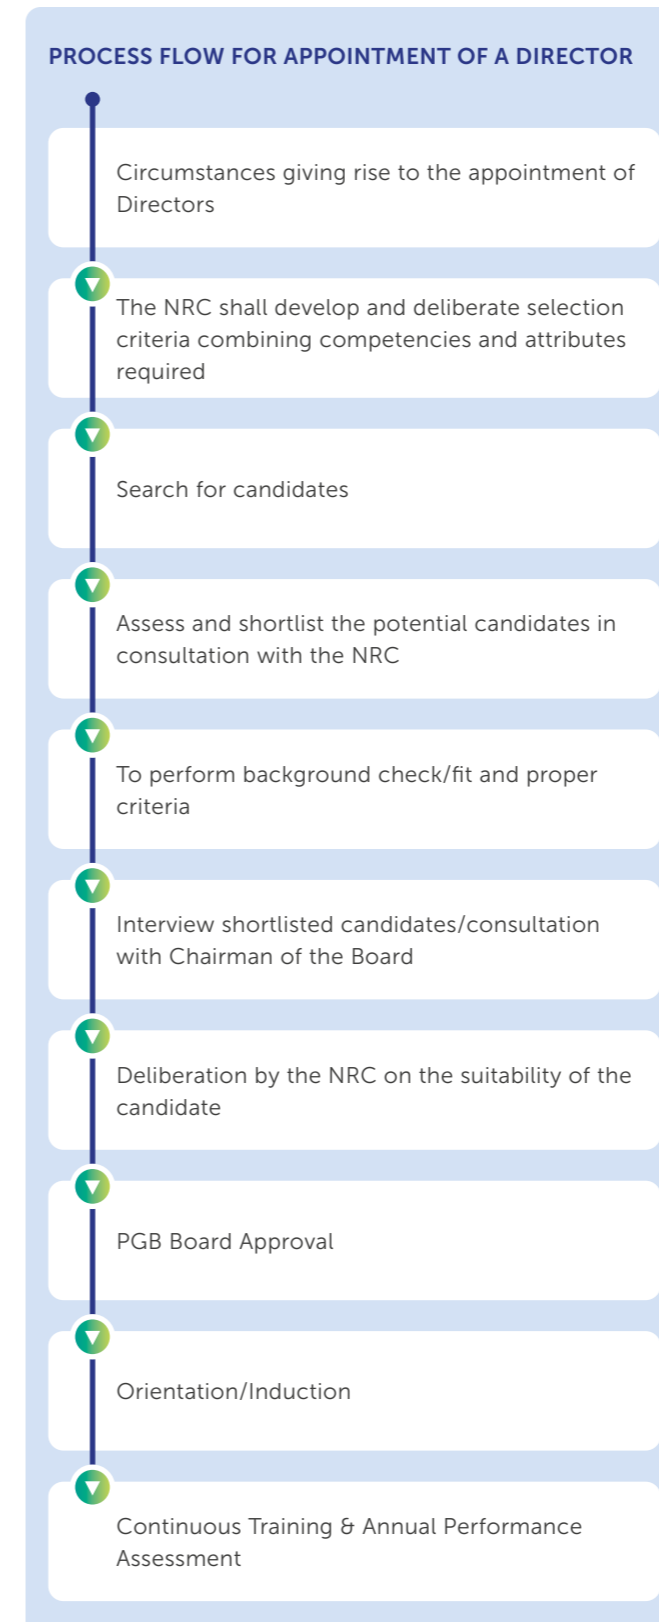 PROCESS FLOW FOR APPOINTMENT OF A DIRECTOR
Circumstances giving rise to the appointment of
Directors
The NRC shall develop and deliberate selection
criteria combining competencies and attributes
required
Search for candidates
Assess and shortlist the potential candidates in
consultation with the NRC
To perform background check/fit and proper
criteria
Interview shortlisted candidates/consultation
with Chairman of the Board
Deliberation by the NRC on the suitability of the
candidate
PGB Board Approval
Orientation/Induction
Continuous Training & Annual Performance
Assessment